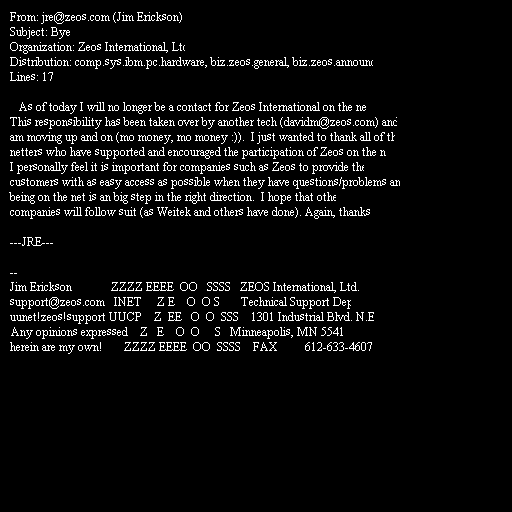 From: jre@zeos.com (Jim Erickson)
Subject: Bye
Organization: Zeos International, Ltd
Distribution: comp.sys.ibm.pc.hardware, biz.zeos.general, biz.zeos.announc
Lines: 17
As of today I will no longer be a contact for Zeos International on the ne
This responsibility has been taken over by another tech (davidm@zeos.com) and
am moving up and on (mo money, mo money :)). I just wanted to thank all of th
netters who have supported and encouraged the participation of Zeos on the n
I personally feel it is important for companies such as Zeos to provide the
customers with as easy access as possible when they have questions/problems an
being on the net is an big step in the right direction. I hope that othe
companies will follow suit (as Weitek and others have done). Again, thanks
---JRE---
--
Jim Erickson ZZZZ EEEE OO SSSS ZEOS International, Ltd.
support@zeos.com INET Z E O O S Technical Support Dep
uunet!zeos!support UUCP Z EE O O SSS 1301 Industrial Blvd. N.E
Any opinions expressed Z E O O S Minneapolis, MN 5541
herein are my own! ZZZZ EEEE OO SSSS FAX 612-633-4607